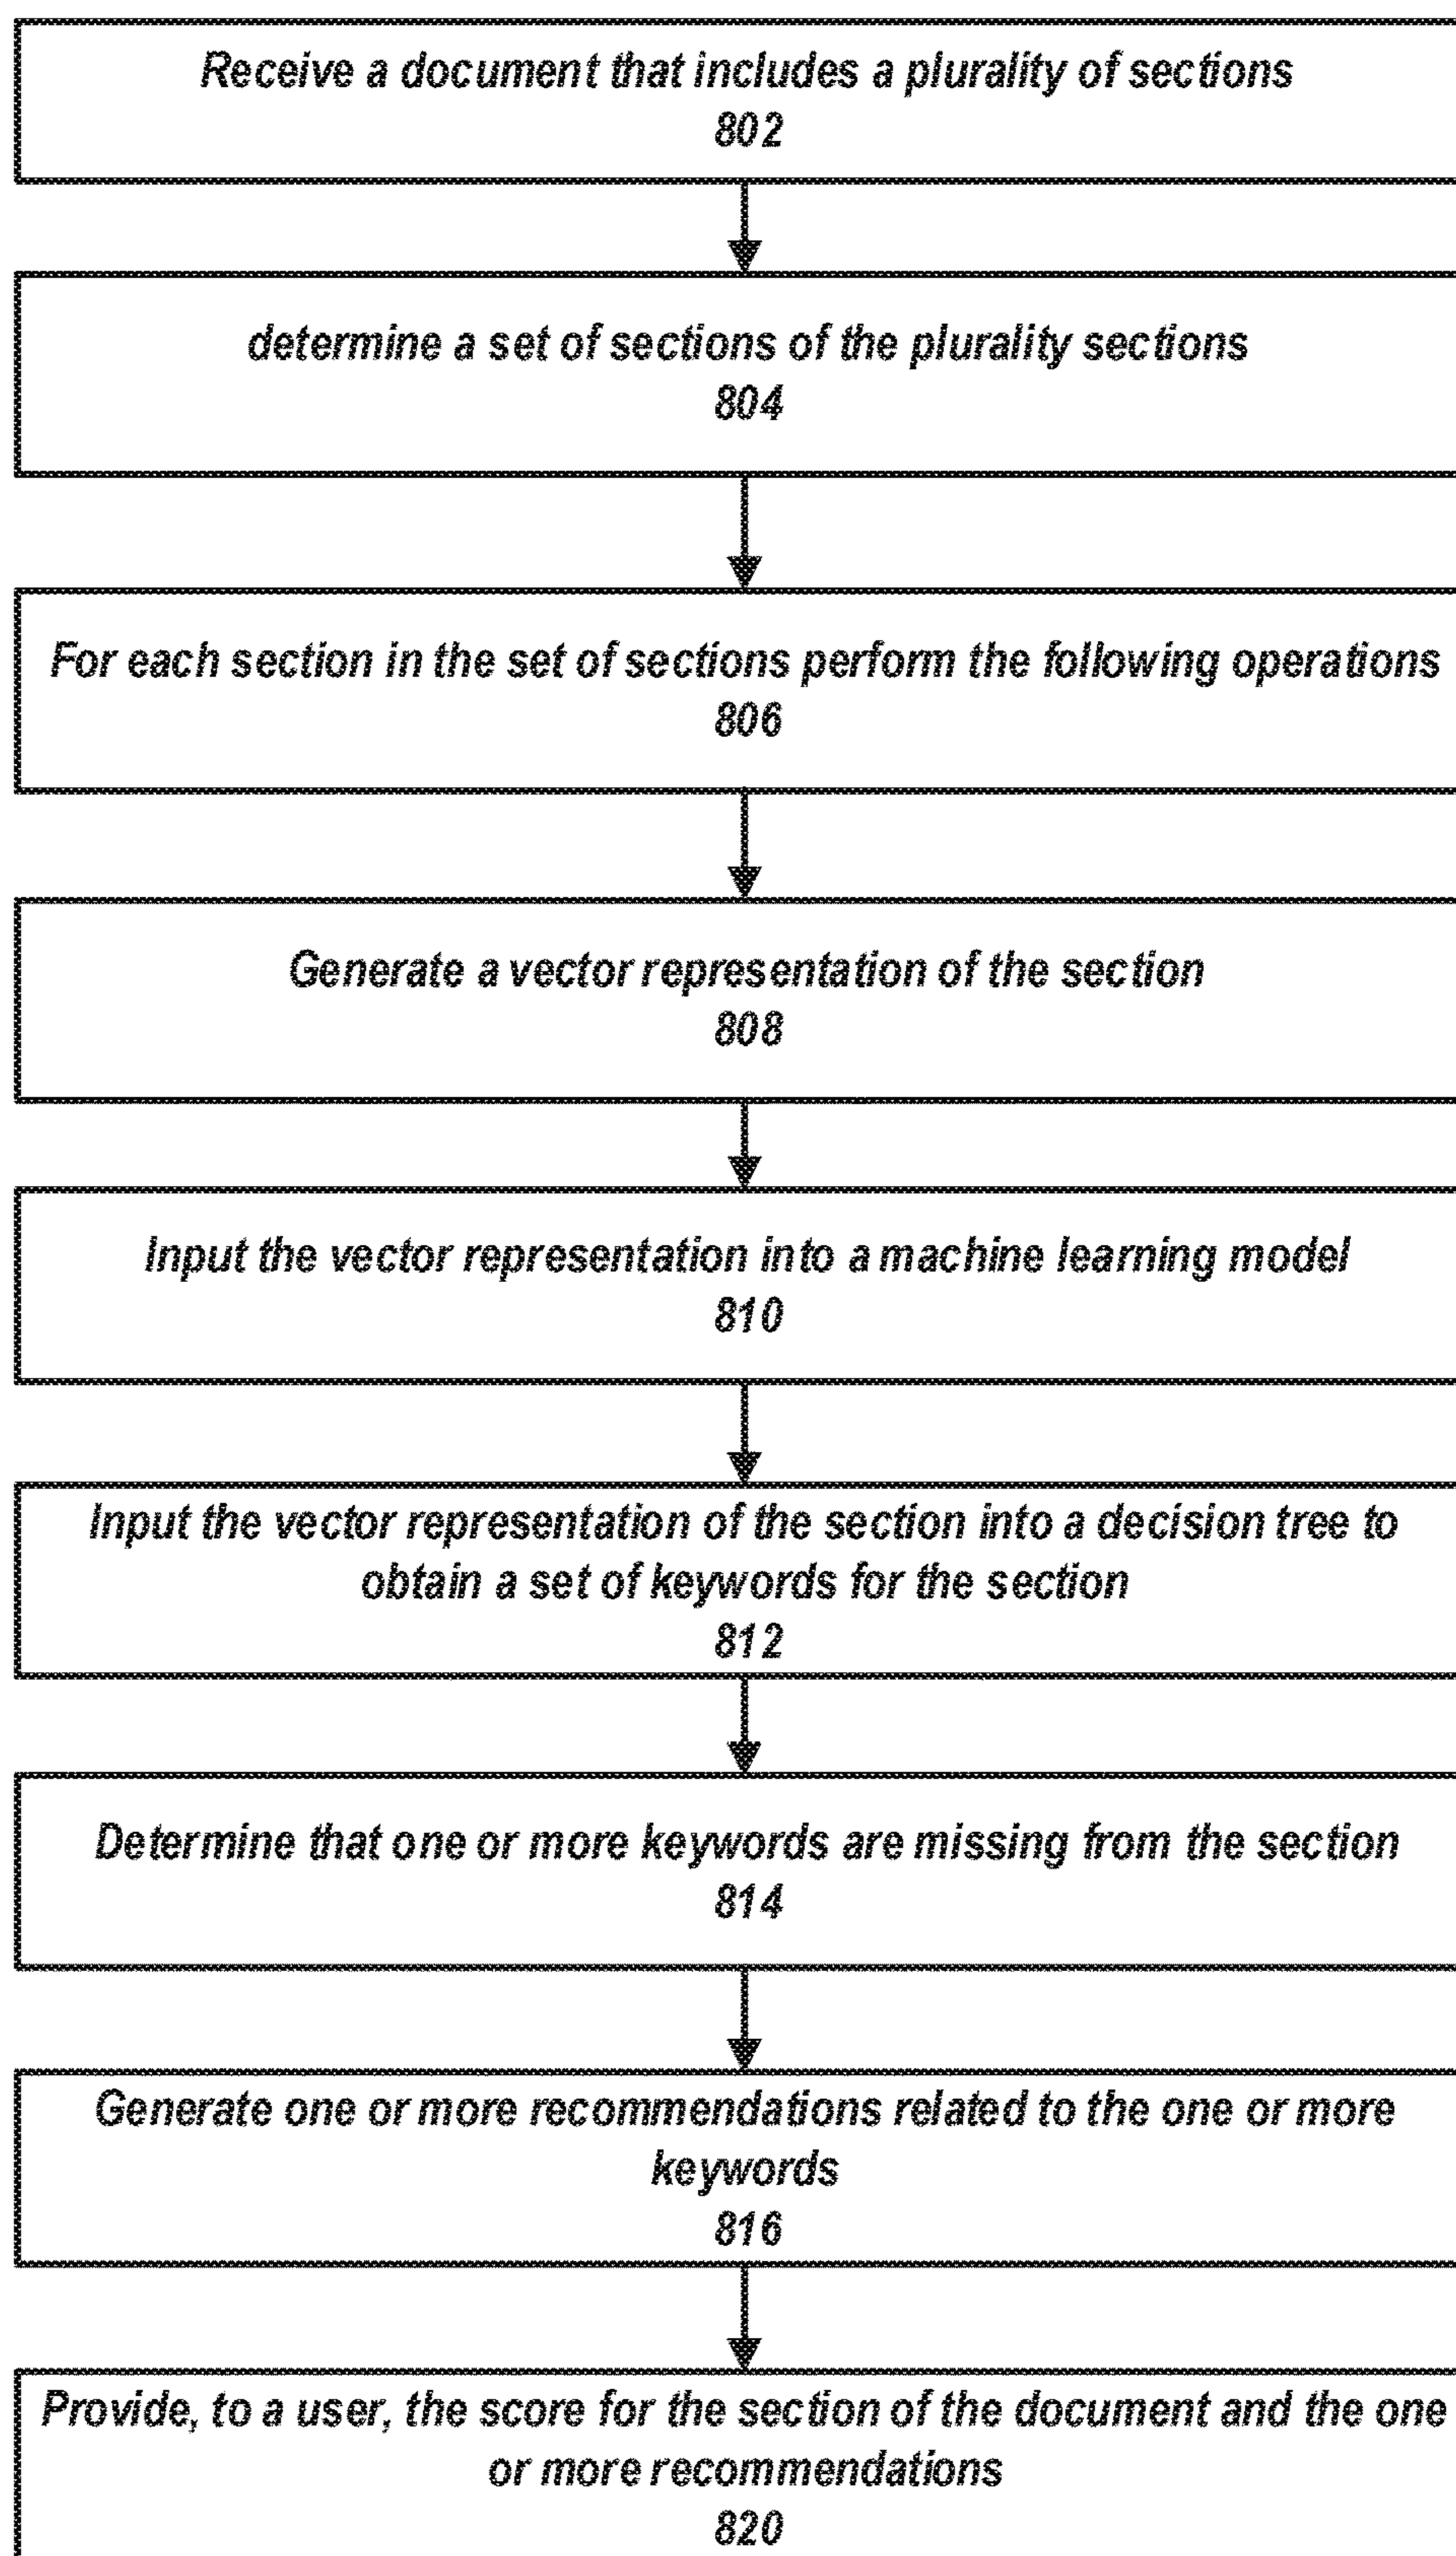 Receive a document that includes a plurality of sections
802
determine a set of sections of the plurality sections
804
For each section in the set of sections perform the following operations
806
Generate a vector representation of the section
808
Input the vector representation into a machine learning model
810
Input the vector representation of the section into a decision tree to
obtain a set of keywords for the section
812
Determine that one or more keywords are missing from the section
814
Generate one or more recommendations related to the one or more
keywords
816
Provide, to a user, the score for the section of the document and the one
or more recommendations
820